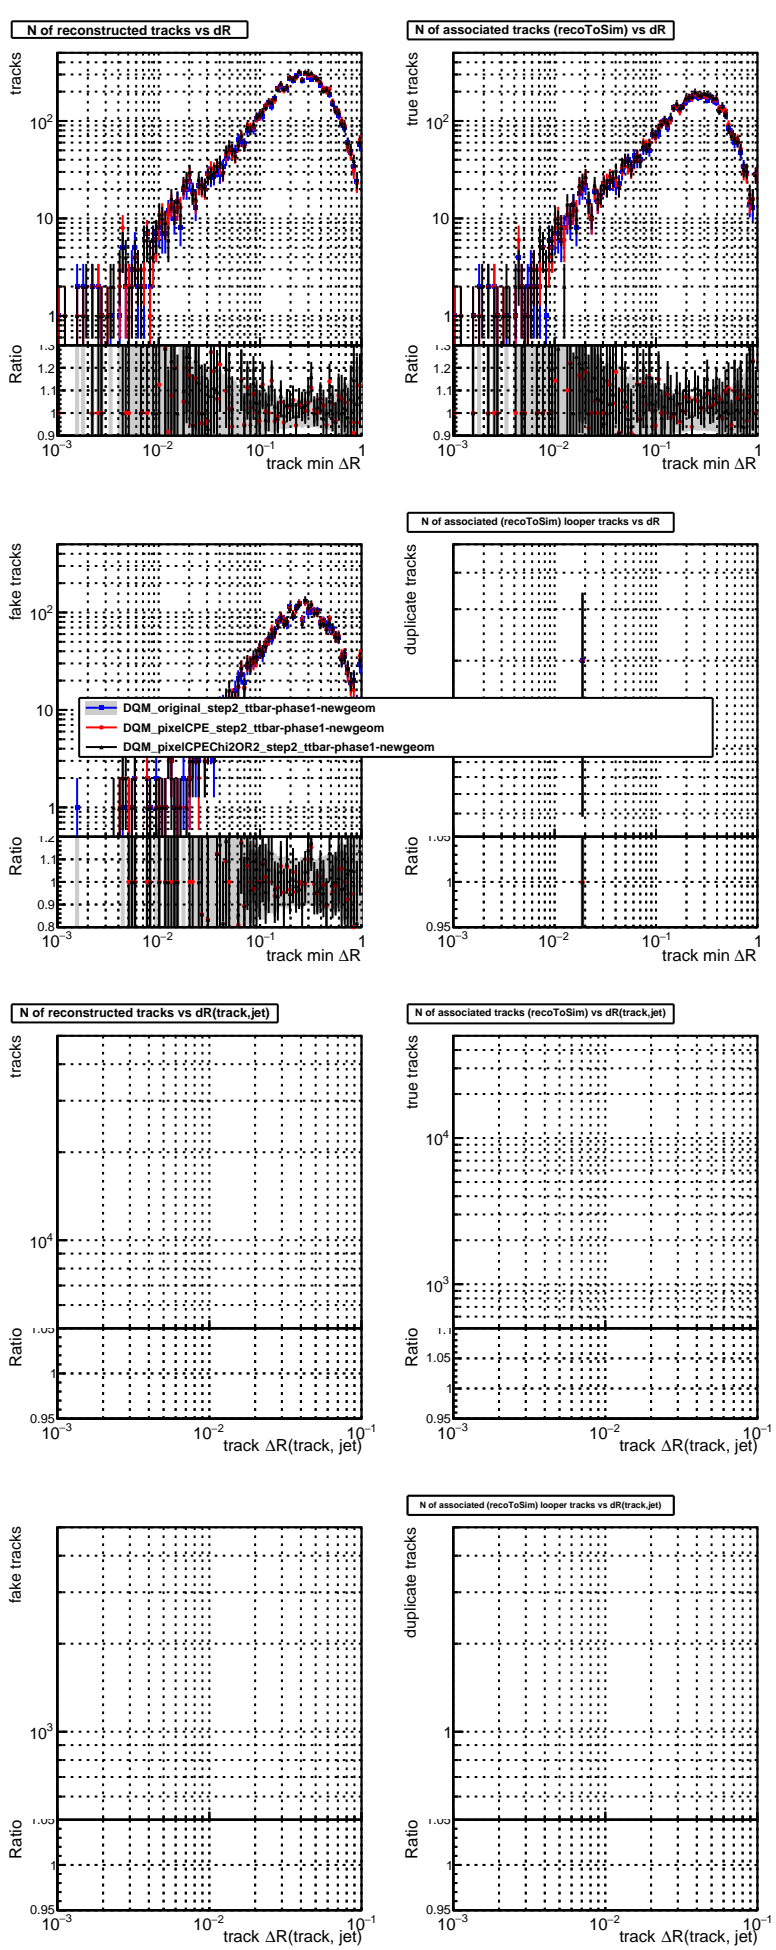 N of reconstructed tracks vs dR
N of associated tracks (recoToSim) vs dR
tracks
10²
10
1
true tracks
10²
10
1
Ratio
1.3
1.2
1.1
1
0.9
10⁻³ 10⁻² 10⁻¹ 1
track min ΔR
Ratio
1.3
1.2
1.1
1
0.9
10⁻³ 10⁻² 10⁻¹ 1
track min ΔR
N of associated (recoToSim) looper tracks vs dR
fake tracks
10²
10
1
duplicate tracks
DQM_original_step2_ttbar-phase1-newgeom
DQM_pixelCPE_step2_ttbar-phase1-newgeom
DQM_pixelCPEChi2OR2_step2_ttbar-phase1-newgeom
Ratio
1.2
1.1
1
0.9
0.8
10⁻³ 10⁻² 10⁻¹ 1
track min ΔR
Ratio
1.05
1
0.95
10⁻³ 10⁻² 10⁻¹ 1
track min ΔR
N of reconstructed tracks vs dR(track,jet)
N of associated tracks (recoToSim) vs dR(track,jet)
tracks
10⁴
true tracks
10⁴
10³
Ratio
1.05
1
0.95
10⁻³ 10⁻² 10⁻¹
track ΔR(track, jet)
Ratio
1.1
1.05
1
0.95
10⁻³ 10⁻² 10⁻¹
track ΔR(track, jet)
N of associated (recoToSim) looper tracks vs dR(track,jet)
fake tracks
10³
duplicate tracks
1
Ratio
1.05
1
0.95
10⁻³ 10⁻² 10⁻¹
track ΔR(track, jet)
Ratio
1.05
1
0.95
10⁻³ 10⁻² 10⁻¹
track ΔR(track, jet)